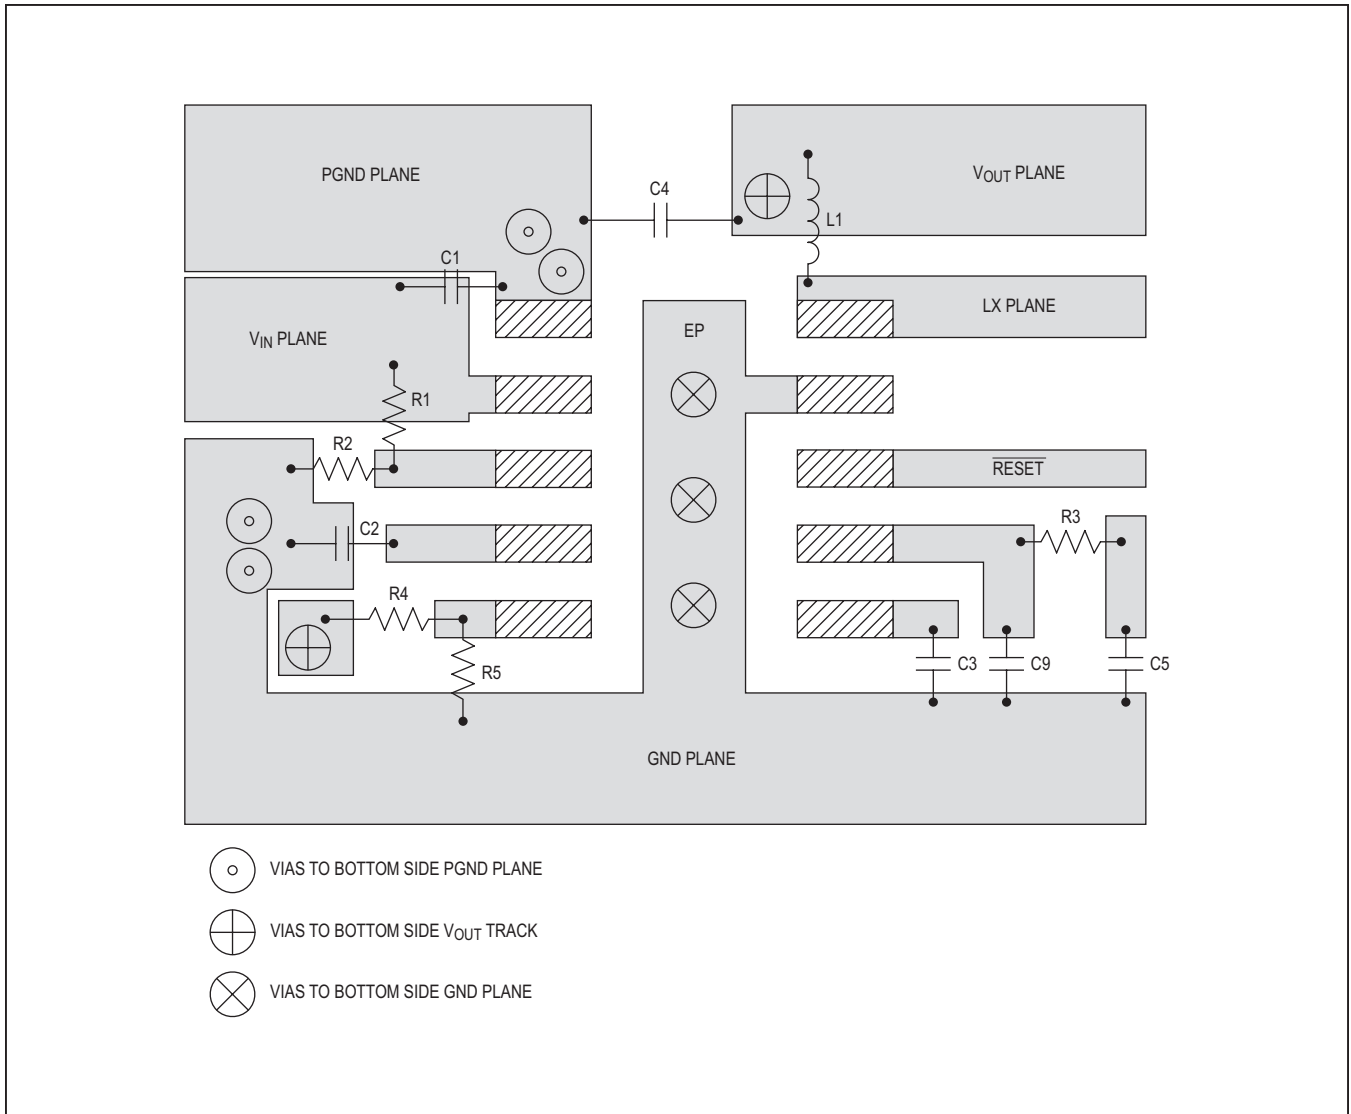 PGND PLANE
C4
VOUT PLANE
L1
C1
LX PLANE
VIN PLANE
EP
R1
R2
RESET
C2
R3
R4
R5
C3
C9
C5
GND PLANE
VIAS TO BOTTOM SIDE PGND PLANE
VIAS TO BOTTOM SIDE VOUT TRACK
VIAS TO BOTTOM SIDE GND PLANE